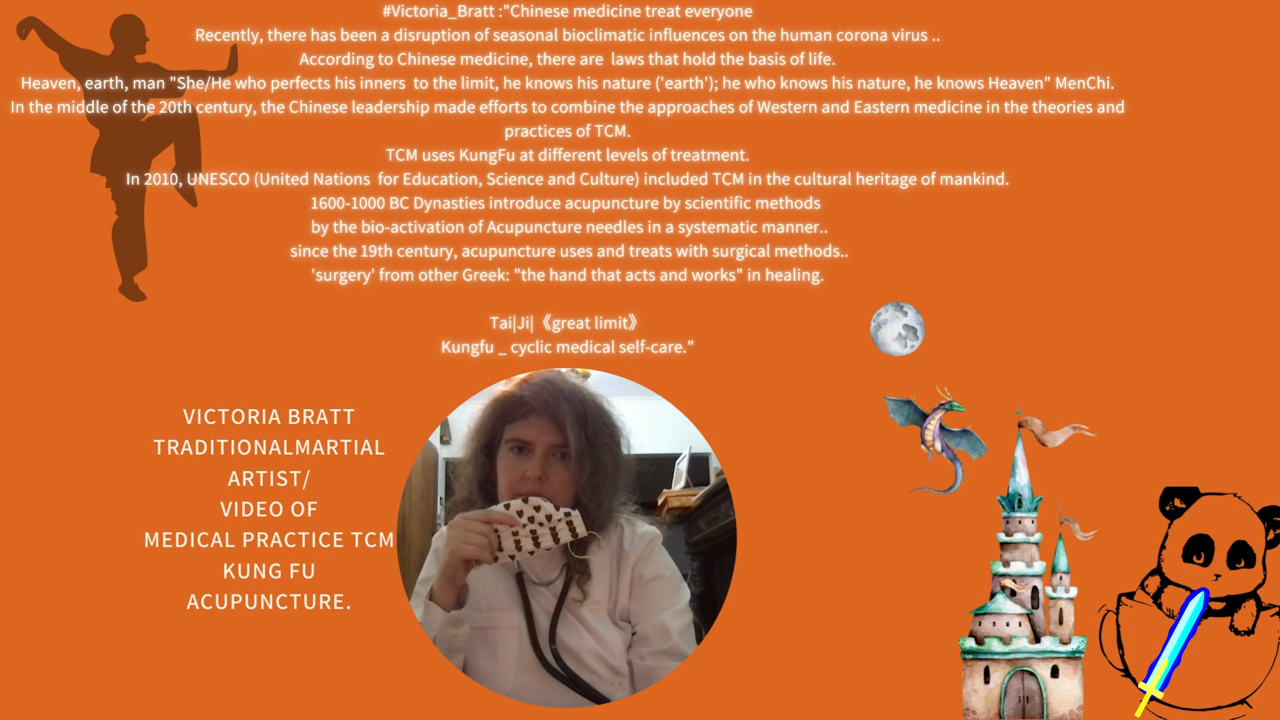 #Victoria_Bratt :"Chinese medicine treat everyone
Recently, there has been a disruption of seasonal bioclimatic influences on the human corona virus ..
According to Chinese medicine, there are  laws that hold the basis of life.
Heaven, earth, man "She/He who perfects his inners  to the limit, he knows his nature ('earth'); he who knows his nature, he knows Heaven" MenChi.
In the middle of the 20th century, the Chinese leadership made efforts to combine the approaches of Western and Eastern medicine in the theories and
practices of TCM.
TCM uses KungFu at different levels of treatment.
In 2010, UNESCO (United Nations  for Education, Science and Culture) included TCM in the cultural heritage of mankind.
1600-1000 BC Dynasties introduce acupuncture by scientific methods
by the bio-activation of Acupuncture needles in a systematic manner..
since the 19th century, acupuncture uses and treats with surgical methods..
'surgery' from other Greek: "the hand that acts and works" in healing.
Tai|Ji|《great limit》
Kungfu _ cyclic medical self-care."
VICTORIA BRATT
TRADITIONALMARTIAL
ARTIST/
VIDEO OF
MEDICAL PRACTICE TCM
KUNG FU
ACUPUNCTURE.